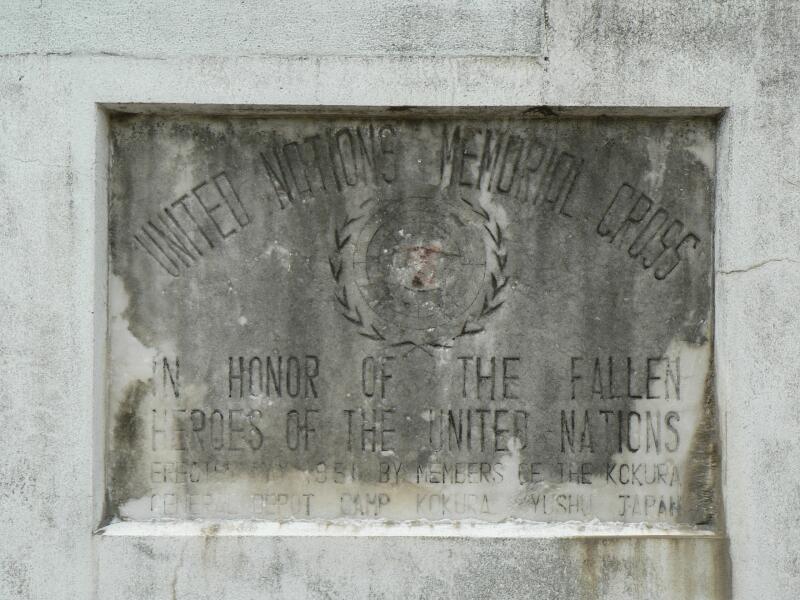 UNITED NATIONS MEMORIAL CROSS
IN HONOR OF THE FALLEN
HEROES OF THE UNITED NATIONS
1951 BY MEMBERS OF THE KOKURA
GENERAL DEPOT CAMP KOKURA KYUSHU JAPAN